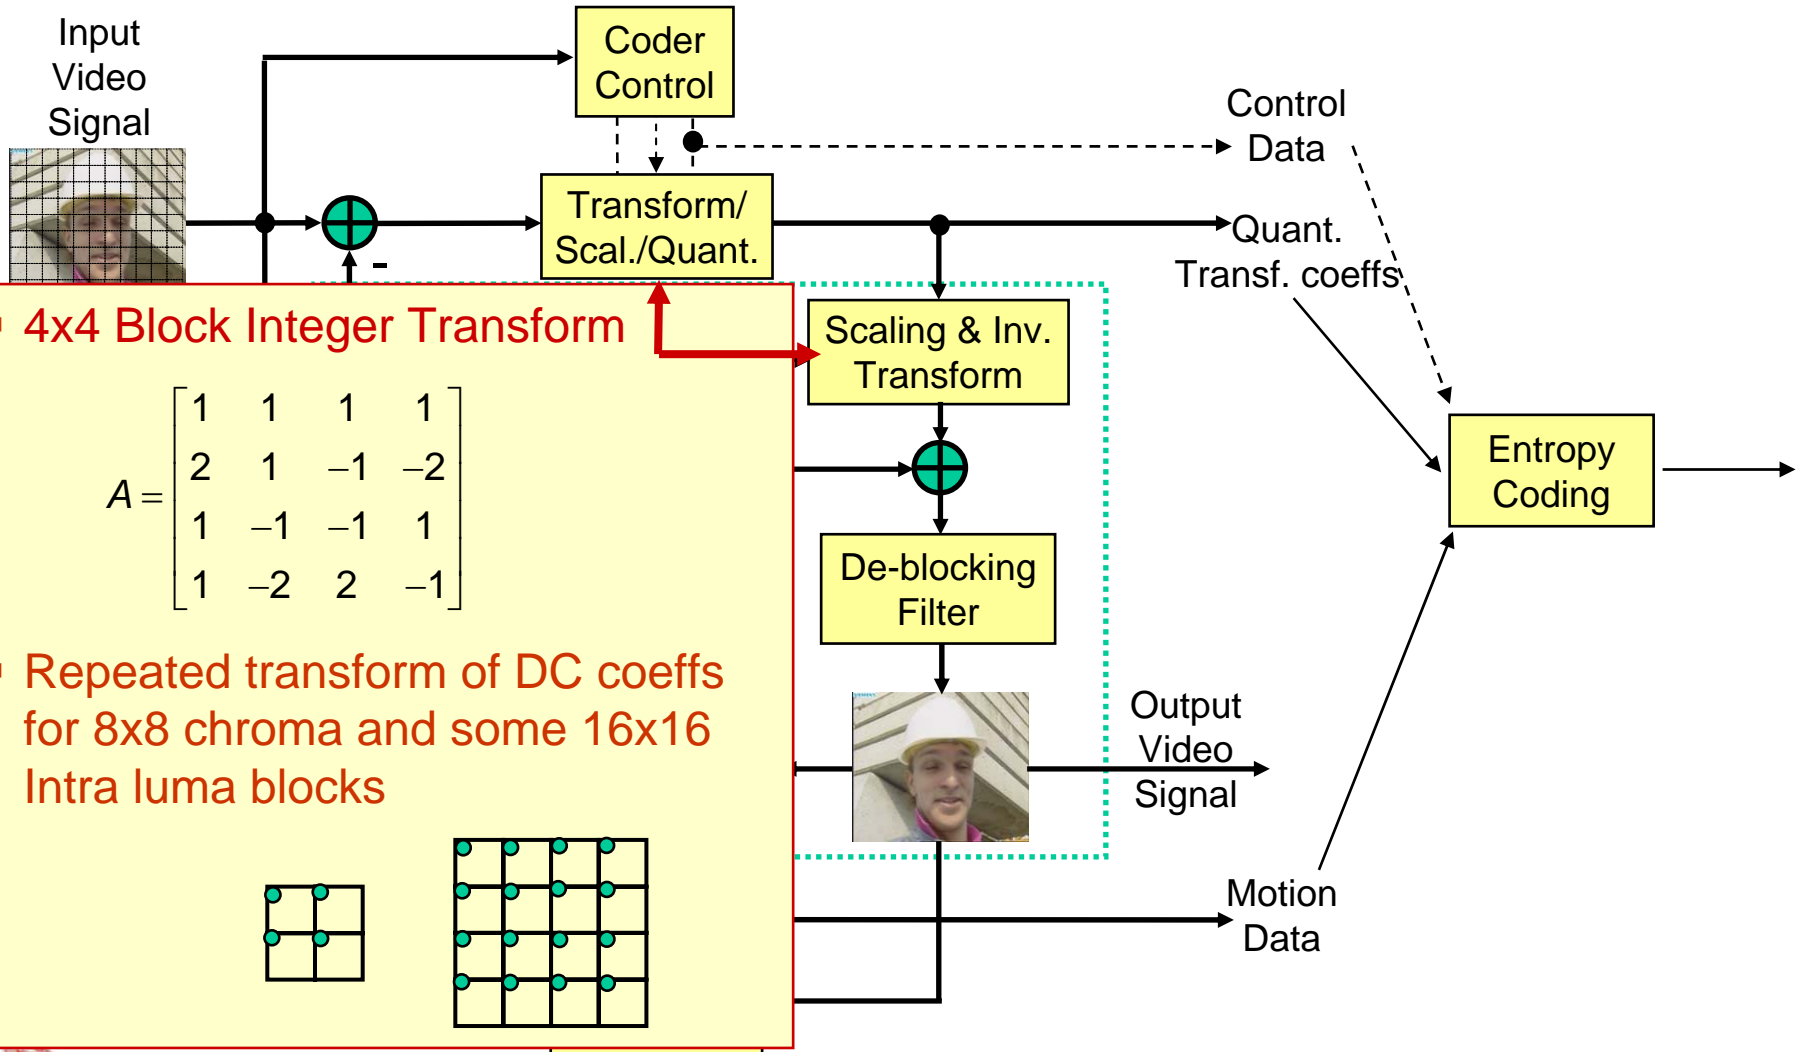 Input
Video
Signal
Coder
Control
Control
Data
Transform/
Scal./Quant.
Quant.
Transf. coeffs
-
4x4 Block Integer Transform
A = [1 1 1 1
2 1 −1 −2
1 −1 −1 1
1 −2 2 −1]
Repeated transform of DC coeffs
for 8x8 chroma and some 16x16
Intra luma blocks
Scaling & Inv.
Transform
Entropy
Coding
De-blocking
Filter
Output
Video
Signal
Motion
Data